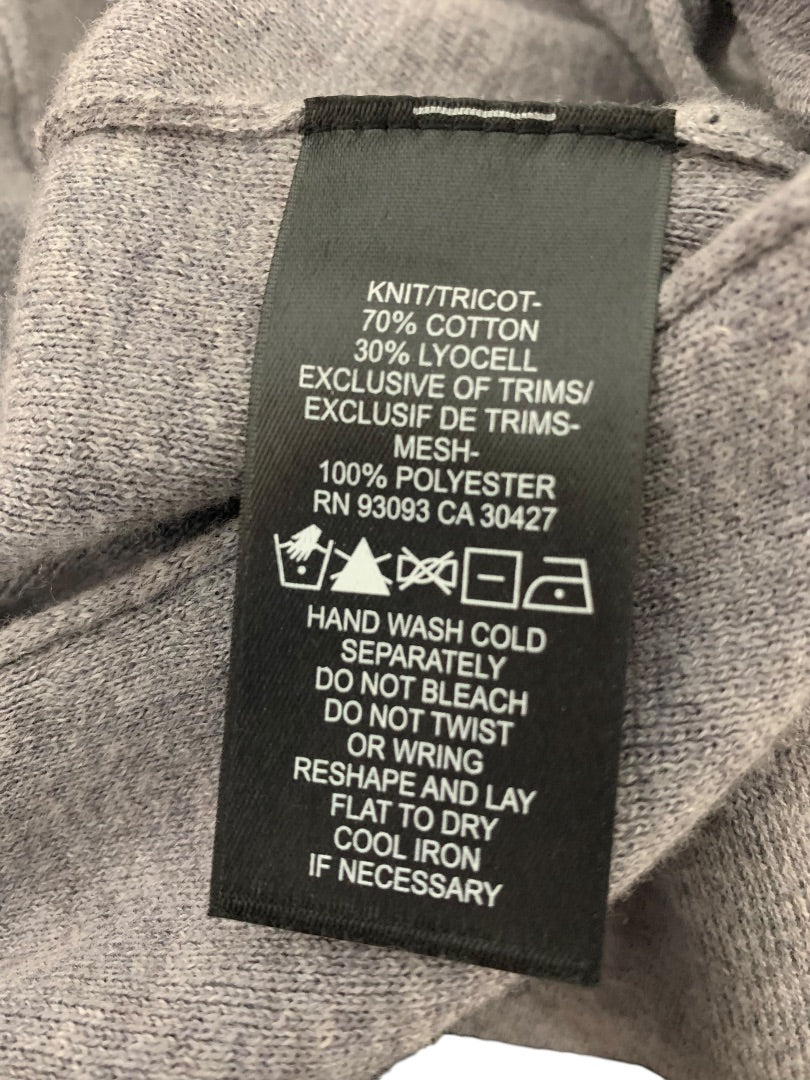 KNIT/TRICOT-
70% COTTON
30% LYOCELL
EXCLUSIVE OF TRIMS/
EXCLUSIF DE TRIMS-
MESH-
100% POLYESTER
RN 93093 CA 30427
HAND WASH COLD
SEPARATELY
DO NOT BLEACH
DO NOT TWIST
OR WRING
RESHAPE AND LAY
FLAT TO DRY
COOL IRON
IF NECESSARY